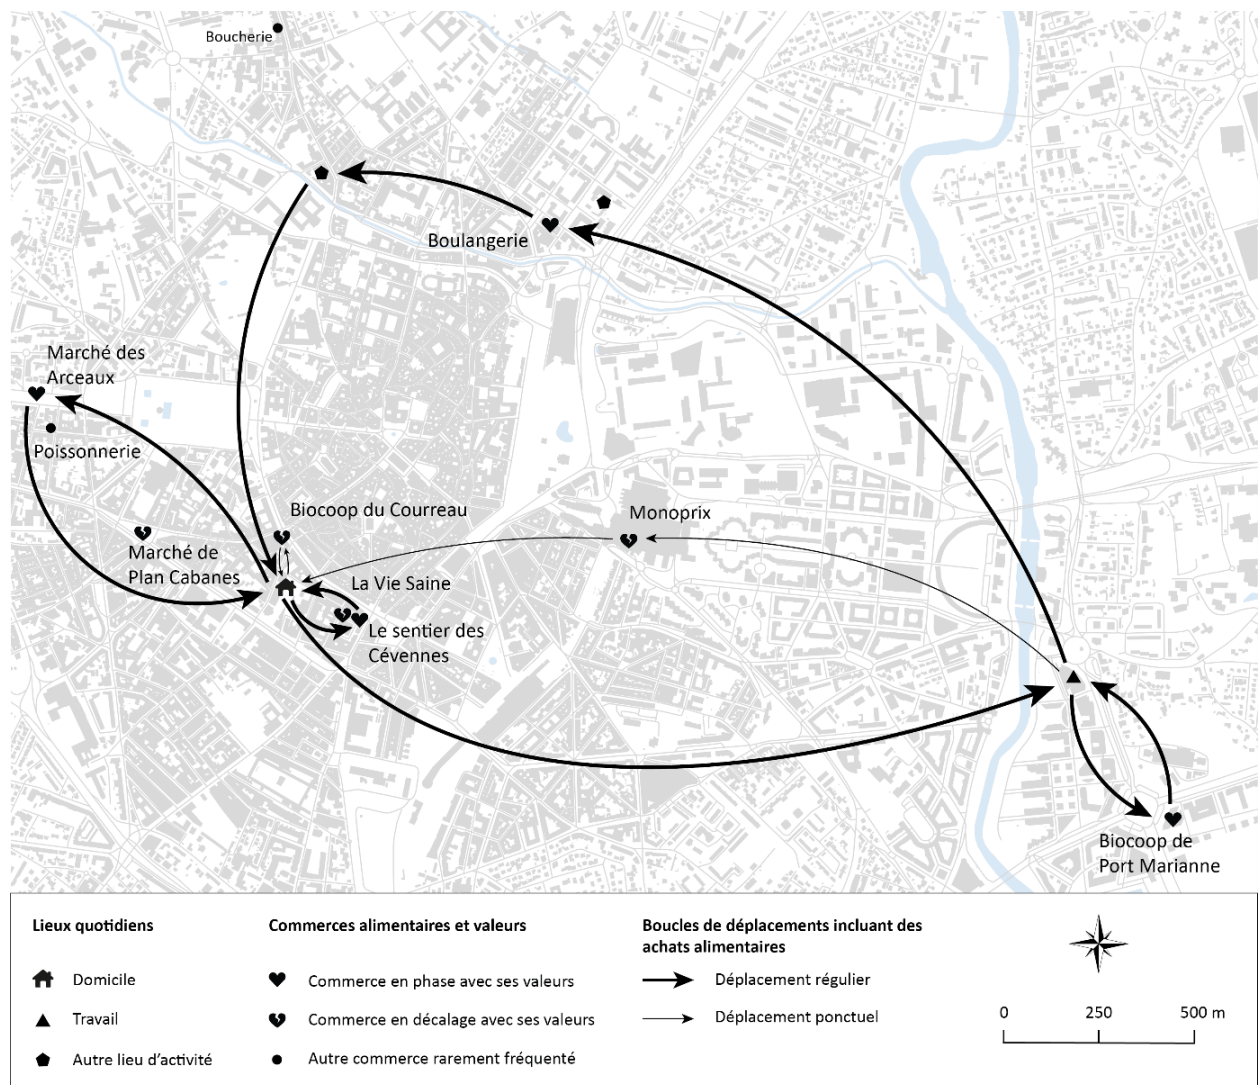 Boucherie
Boulangerie
Marché des
Arceaux
Poissonnerie
Biocoop du Courreau
Monoprix
Marché de
Plan Cabanes
La Vie Saine
Le sentier des
Cévennes
Biocoop de
Port Marianne
Lieux quotidiens
Domicile
Travail
Autre lieu d'activité
Commerces alimentaires et valeurs
Commerce en phase avec ses valeurs
Commerce en décalage avec ses valeurs
Autre commerce rarement fréquenté
Boucles de déplacements incluant des
achats alimentaires
Déplacement régulier
Déplacement ponctuel
0 250 500 m